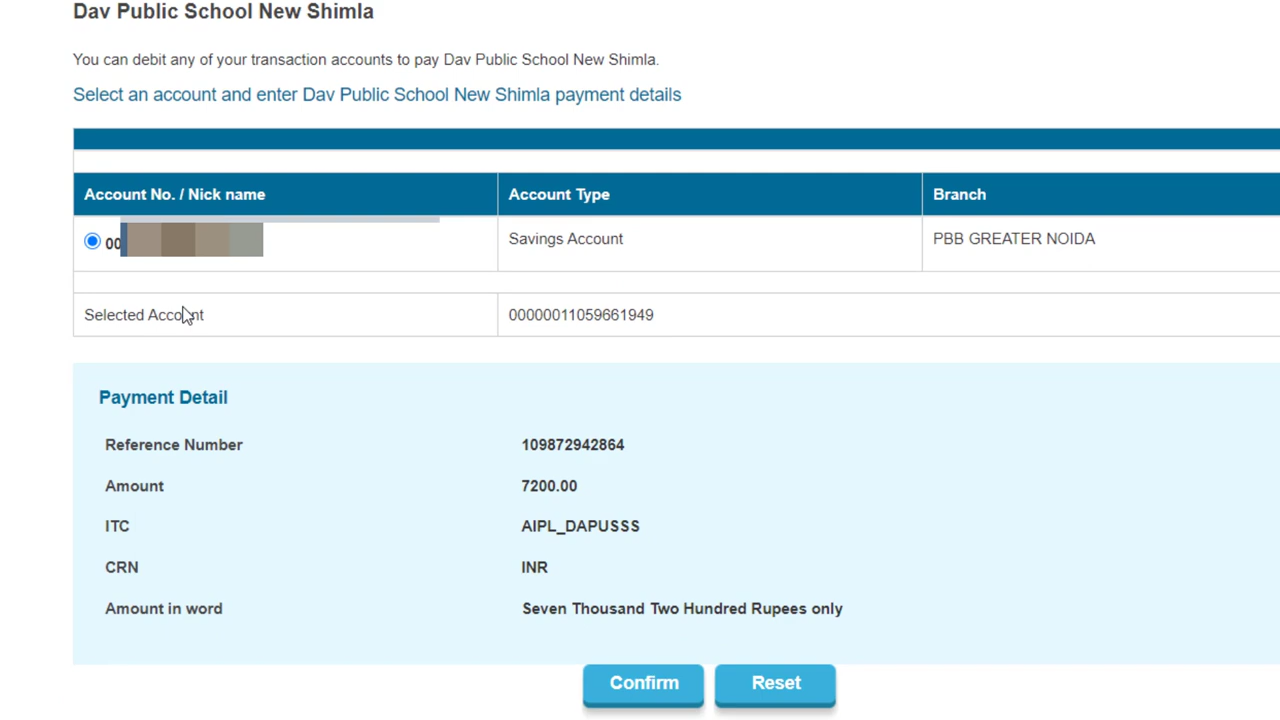 Dav Public School New Shimla
You can debit any of your transaction accounts to pay Dav Public School New Shimla.
Select an account and enter Dav Public School New Shimla payment details
Account No. / Nick name Account Type Branch
00 Savings Account PBB GREATER NOIDA
Selected Account 00000011059661949
Payment Detail
Reference Number 109872942864
Amount 7200.00
ITC AIPL_DAPUSSS
CRN INR
Amount in word Seven Thousand Two Hundred Rupees only
Confirm Reset